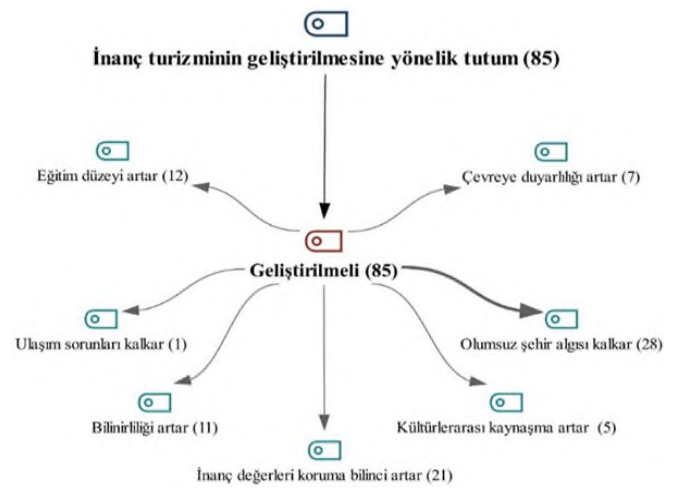 İnanç turizminin geliştirilmesine yönelik tutum (85)
Eğitim düzeyi artar (12)
Çevreye duyarlılığı artar (7)
Geliştirilmeli (85)
Ulaşım sorunları kalkar (1)
Olumsuz şehir algısı kalkar (28)
Bilinirliliği artar (11)
Kültürlerarası kaynaşma artar (5)
İnanç değerleri koruma bilinci artar (21)